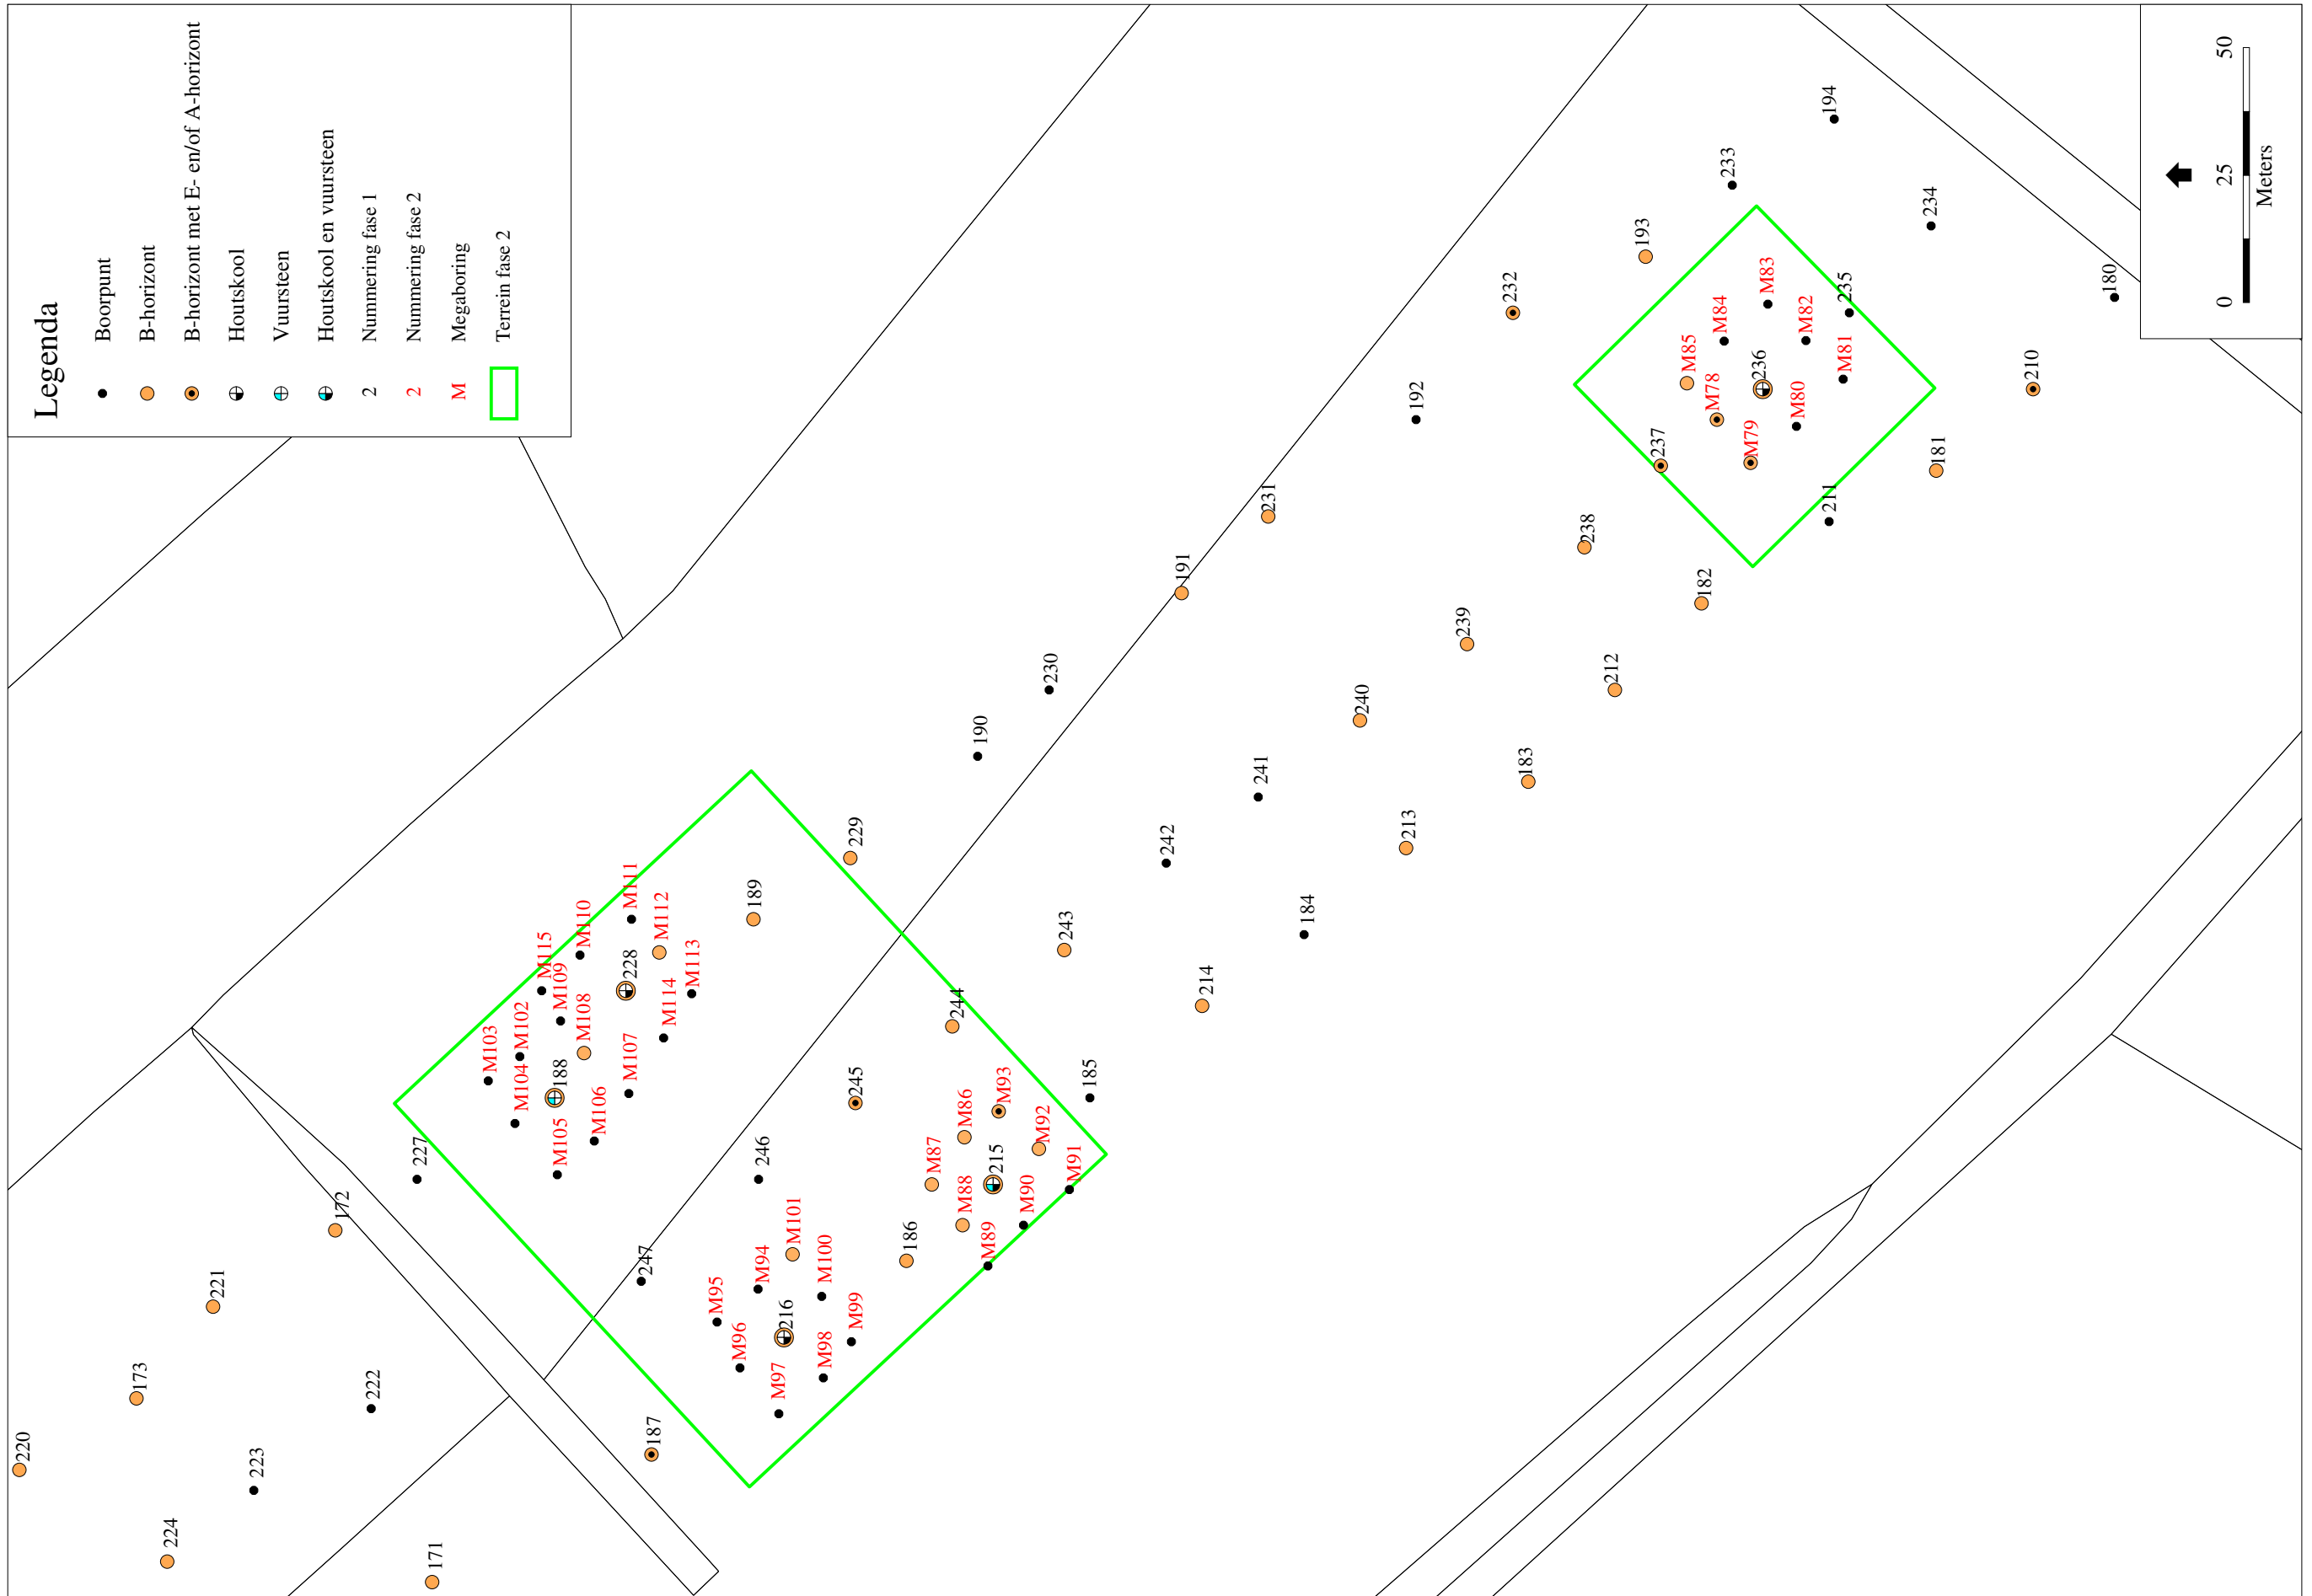 Legenda
Boorpunt
B-horizont
B-horizont met E- en/of A-horizont
Houtskool
Vuursteen
Houtskool en vuursteen
2 Nummering fase 1
2 Nummering fase 2
M Megaboring
Terrein fase 2
220
224
173
223
221
172
222
227
171
M103
M104
M102
M115
M105
188
M109
M110
M108
M106
M107
228
M111
247
187
M114
M112
M113
M95
M96
M94
246
189
M97
216
M101
M98
M100
M99
245
229
186
M87
244
M88
M86
190
M89
215
M93
M90
M92
230
M91
243
185
242
191
214
241
231
184
240
213
192
239
232
183
238
212
193
237
182
M85
M78
M84
233
M79
236
M83
M80
M82
211
M81
235
194
234
181
210
180
0 25 50
Meters